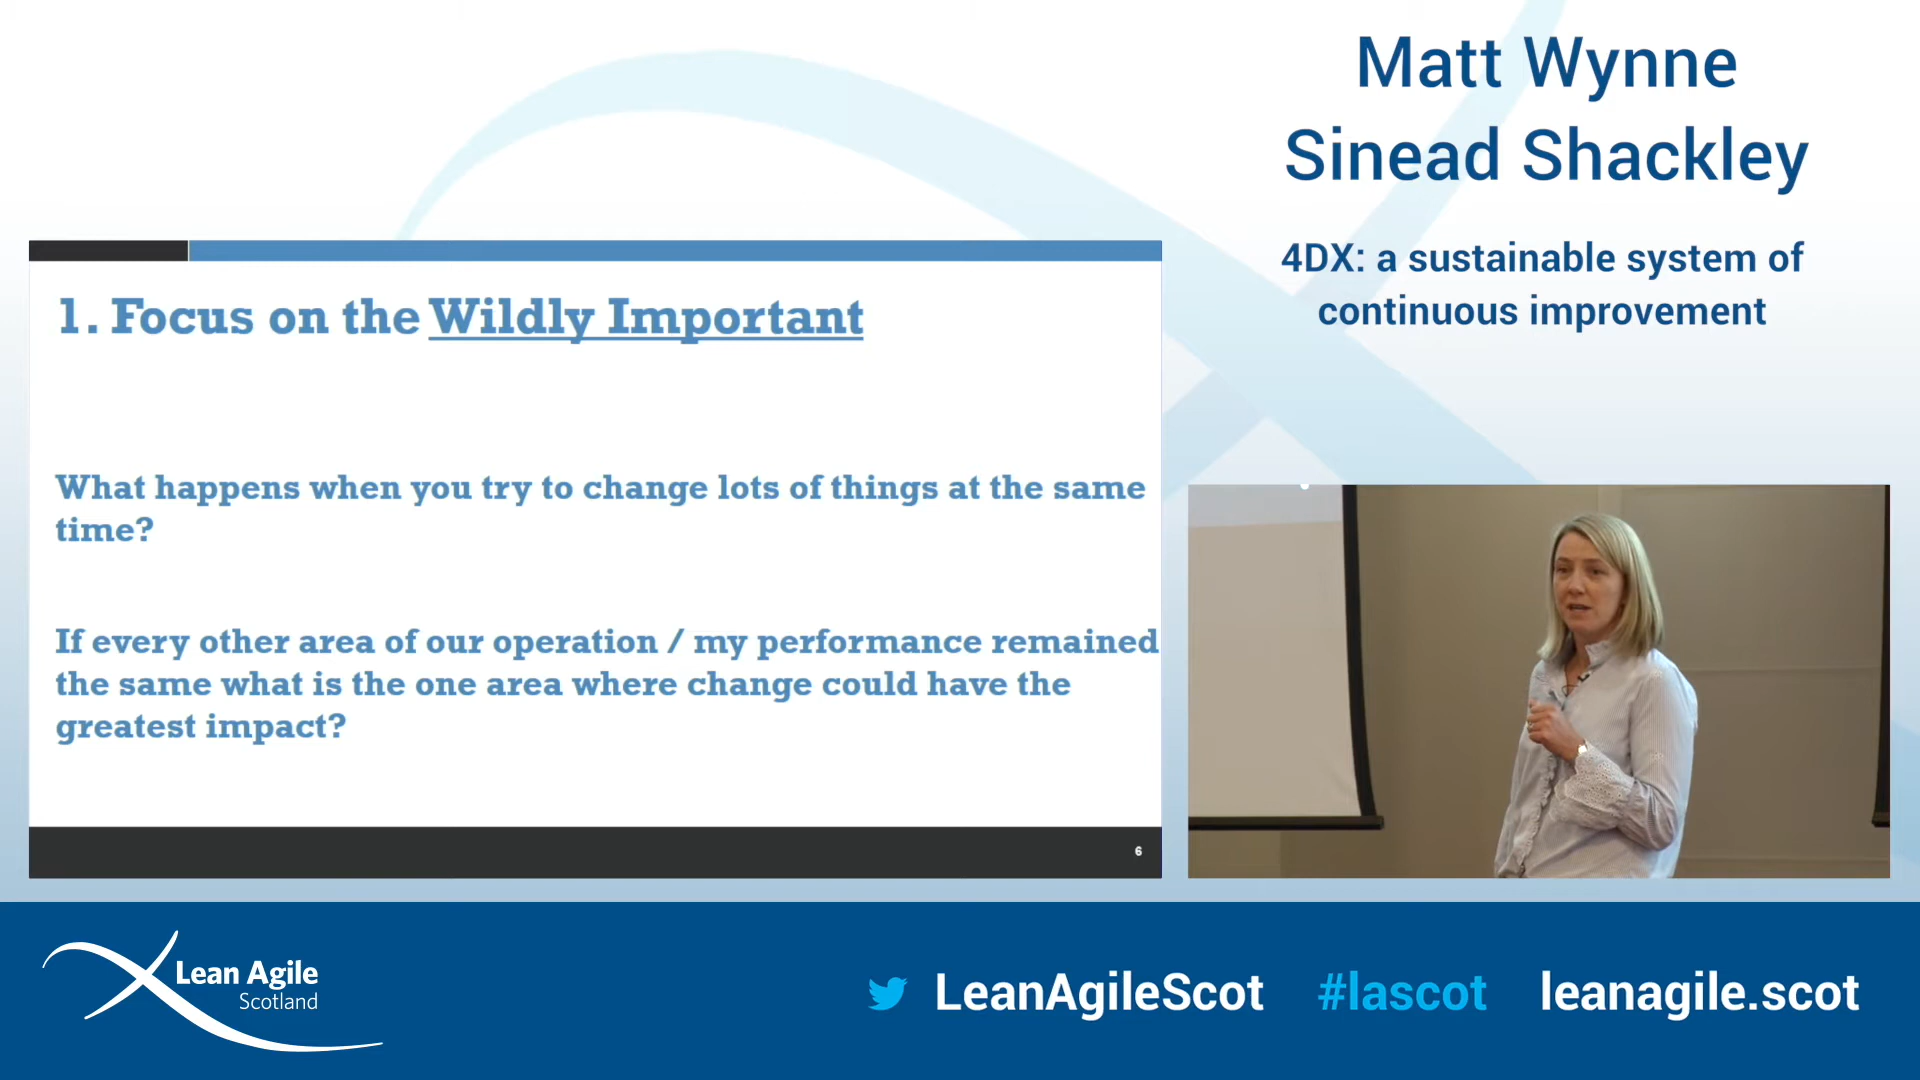 Matt Wynne
Sinead Shackley
4DX: a sustainable system of
continuous improvement
1. Focus on the Wildly Important
What happens when you try to change lots of things at the same
time?
If every other area of our operation / my performance remained
the same what is the one area where change could have the
greatest impact?
6
Lean Agile
Scotland
LeanAgileScot #lascot leanagile.scot